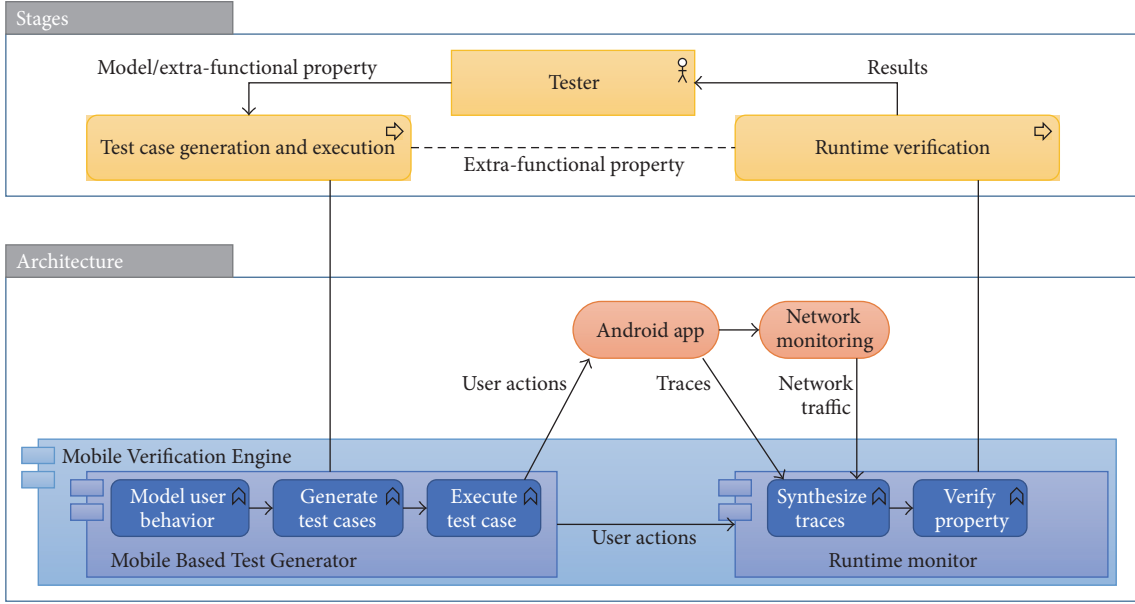 Stages
Model/extra-functional property
Tester
Results
Test case generation and execution
Extra-functional property
Runtime verification
Architecture
Android app
Network
monitoring
User actions
Traces
Network
traffic
Mobile Verification Engine
Model user
behavior
Generate
test cases
Execute
test case
Synthesize
traces
Verify
property
User actions
Mobile Based Test Generator
Runtime monitor